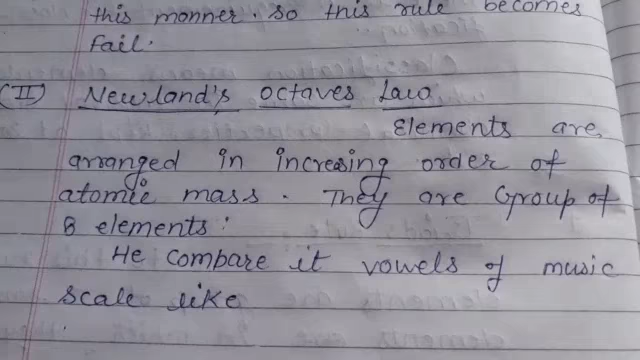 this manner. so this rule becomes
Fail.
(II) Newland's octaves Law
Elements are
arranged in incresing order of
atomic mass. They are Group of
8 elements:
He compare it vowels of music
scale like